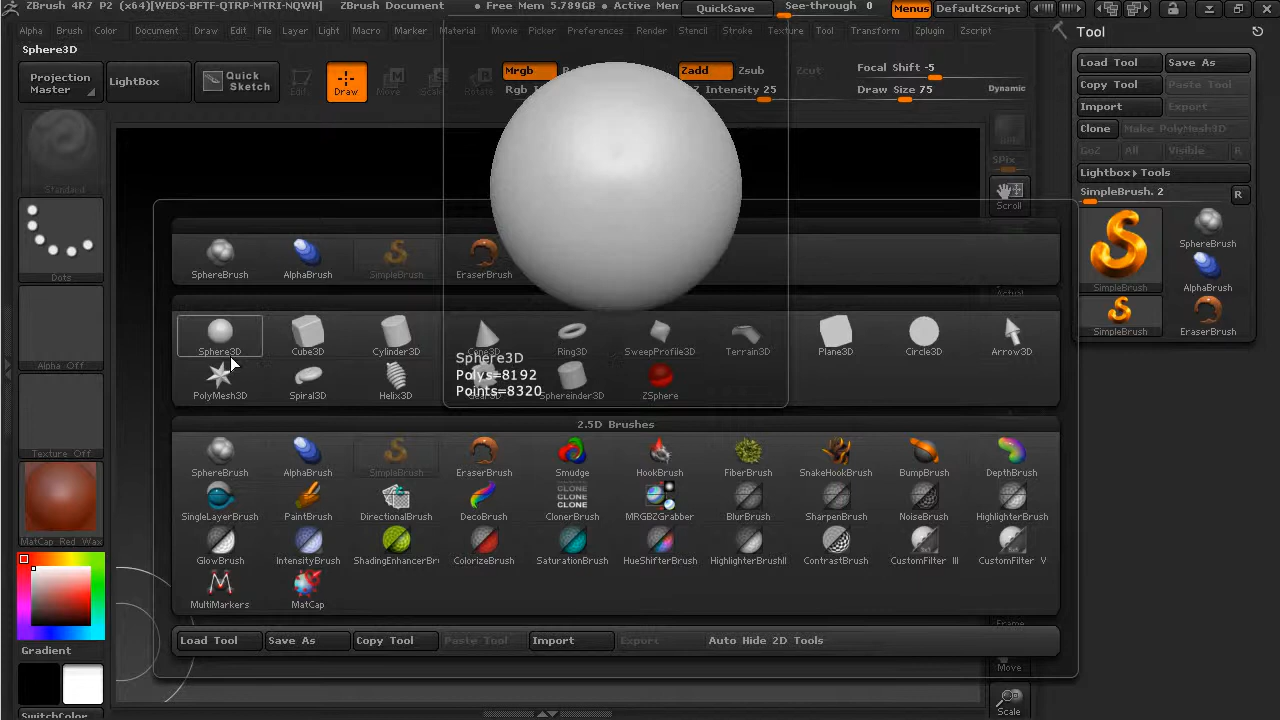 ZBrush 4R7 P2 (x64)[WEDS-BFTF-QTRP-MTRI-NQWH] ZBrush Document • Free Mem 5.789GB • Active Mem QuickSave See-through 0 Menus DefaultZScript
Alpha Brush Color Document Draw Edit File Layer Light Macro Marker Material Movie Picker Preferences Render Stencil Stroke Texture Tool Transform Zplugin Zscript
Sphere3D
Projection Master
LightBox
Quick Sketch
Edit
Draw
Move
Rotate
Mrgb
Zadd Zsub Zcut
Z Intensity 25
Focal Shift -5
Draw Size 75
Dynamic
Standard
Dots
Alpha Off
Texture Off
MatCap Red Wax
Gradient
SwitchColor
SphereBrush AlphaBrush SimpleBrush EraserBrush
Sphere3D Cube3D Cylinder3D Cone3D Ring3D SweepProfile3D Terrain3D Plane3D Circle3D Arrow3D
PolyMesh3D Spiral3D Helix3D Gear3D Sphereinder3D ZSphere
Sphere3D
Polys=8192
Points=8320
2.5D Brushes
SphereBrush AlphaBrush SimpleBrush EraserBrush Smudge HookBrush FiberBrush SnakeHookBrush BumpBrush DepthBrush
SingleLayerBrush PaintBrush DirectionalBrush DecoBrush ClonerBrush MRGBZGrabber BlurBrush SharpenBrush NoiseBrush HighlighterBrush
CLONE
CLONE
CLONE
GlowBrush IntensityBrush ShadingEnhancerBru ColorizeBrush SaturationBrush HueShifterBrush HighlighterBrushII ContrastBrush CustomFilter III CustomFilter V
MultiMarkers MatCap
Load Tool Save As Copy Tool Paste Tool Import Export Auto Hide 2D Tools
SPix
Scroll
Actual
Frame
Move
Scale
Tool
Load Tool Save As
Copy Tool Paste Tool
Import Export
Clone Make PolyMesh3D
GoZ All Visible R
Lightbox▸Tools
SimpleBrush. 2 R
SphereBrush
SimpleBrush AlphaBrush
SimpleBrush EraserBrush